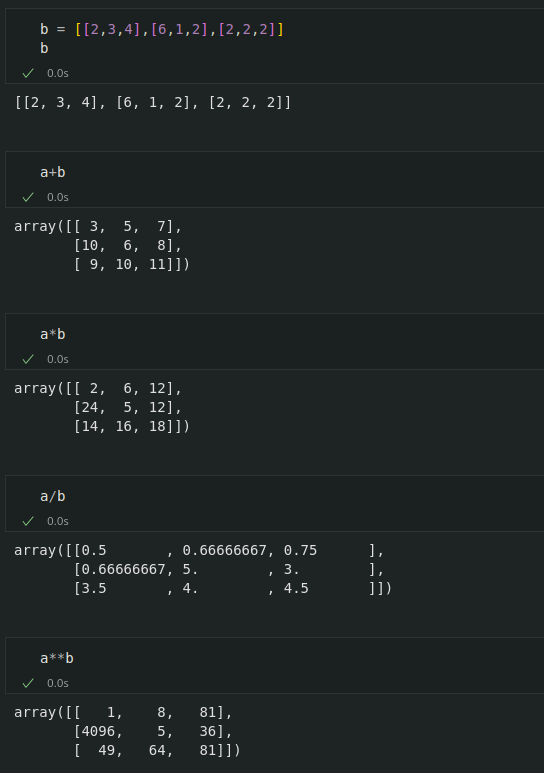 b = [[2,3,4],[6,1,2],[2,2,2]]
b
0.0s
[[2, 3, 4], [6, 1, 2], [2, 2, 2]]
a+b
0.0s
array([[ 3,  5,  7],
       [10,  6,  8],
       [ 9, 10, 11]])
a*b
0.0s
array([[ 2,  6, 12],
       [24,  5, 12],
       [14, 16, 18]])
a/b
0.0s
array([[0.5       , 0.66666667, 0.75      ],
       [0.66666667, 5.        , 3.        ],
       [3.5       , 4.        , 4.5       ]])
a**b
0.0s
array([[   1,    8,   81],
       [4096,    5,   36],
       [  49,   64,   81]])